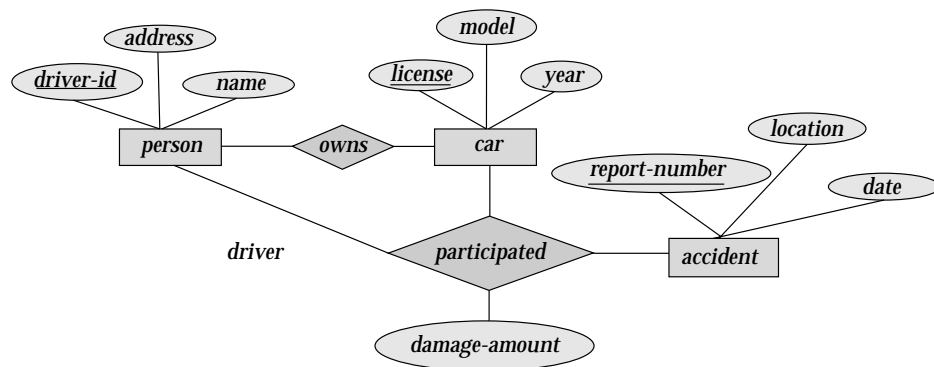 address
model
driver-id
name
license
year
person
owns
car
location
report-number
date
driver
participated
accident
damage-amount